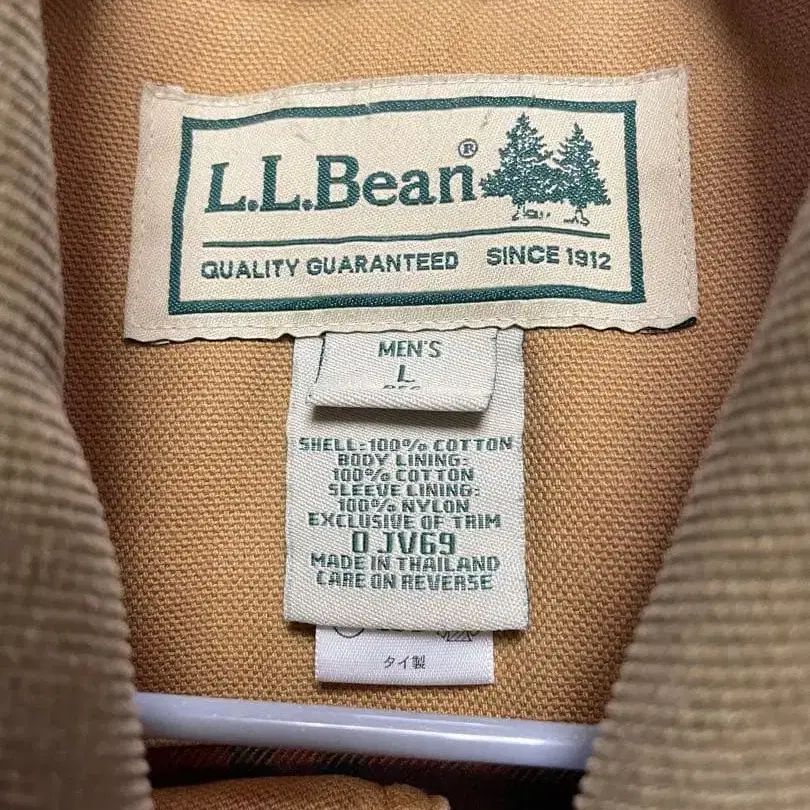 L.L.Bean®
QUALITY GUARANTEED SINCE 1912
MEN'S
L
SHELL:100% COTTON
BODY LINING:
100% COTTON
SLEEVE LINING:
100% NYLON
EXCLUSIVE OF TRIM
0 JV69
MADE IN THAILAND
CARE ON REVERSE
タイ製